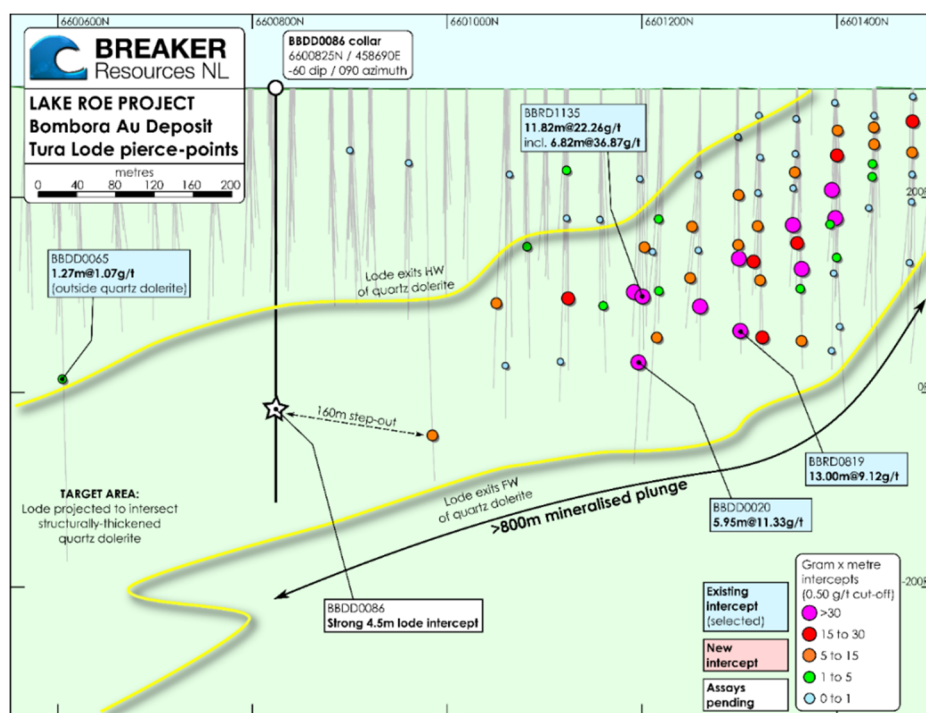 6600600N
6600800N
6601000N
6601200N
6601400N
BREAKER
Resources NL
LAKE ROE PROJECT
Bombora Au Deposit
Tura Lode pierce-points
metres
0 40 80 120 160 200
BBDD0086 collar
6600825N / 458690E
-60 dip / 090 azimuth
BBRD1135
11.82m@22.26g/t
incl. 6.82m@36.87g/t
BBDD0065
1.27m@1.07g/t
(outside quartz dolerite)
Lode exits HW
of quartz dolerite
160m step-out
TARGET AREA:
Lode projected to intersect
structurally-thickened
quartz dolerite
Lode exits FW
of quartz dolerite
>800m mineralised plunge
BBRD0819
13.00m@9.12g/t
BBDD0020
5.95m@11.33g/t
BBDD0086
Strong 4.5m lode intercept
Existing
intercept
(selected)
New
intercept
Assays
pending
Gram x metre
intercepts
(0.50 g/t cut-off)
>30
15 to 30
5 to 15
1 to 5
0 to 1